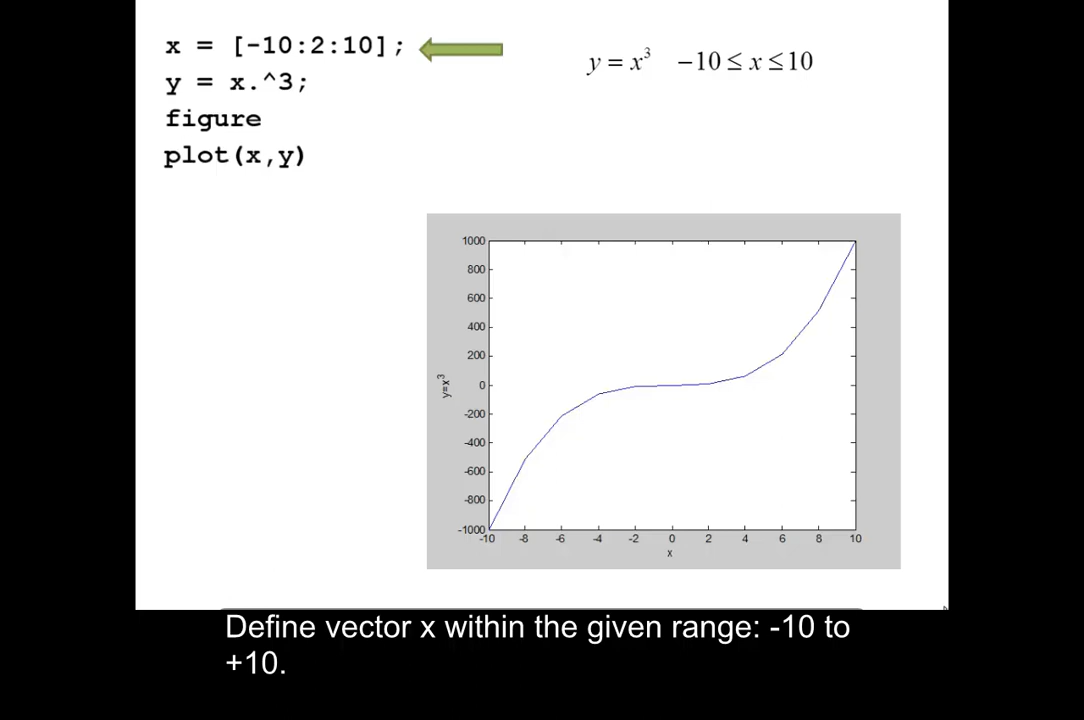 x = [-10:2:10];
y = x.^3;
figure
plot(x,y)
y = x³ −10 ≤ x ≤ 10
1000
800
600
400
200
0
-200
-400
-600
-800
-1000
y=x³
-10 -8 -6 -4 -2 0 2 4 6 8 10
x
Define vector x within the given range: -10 to
+10.